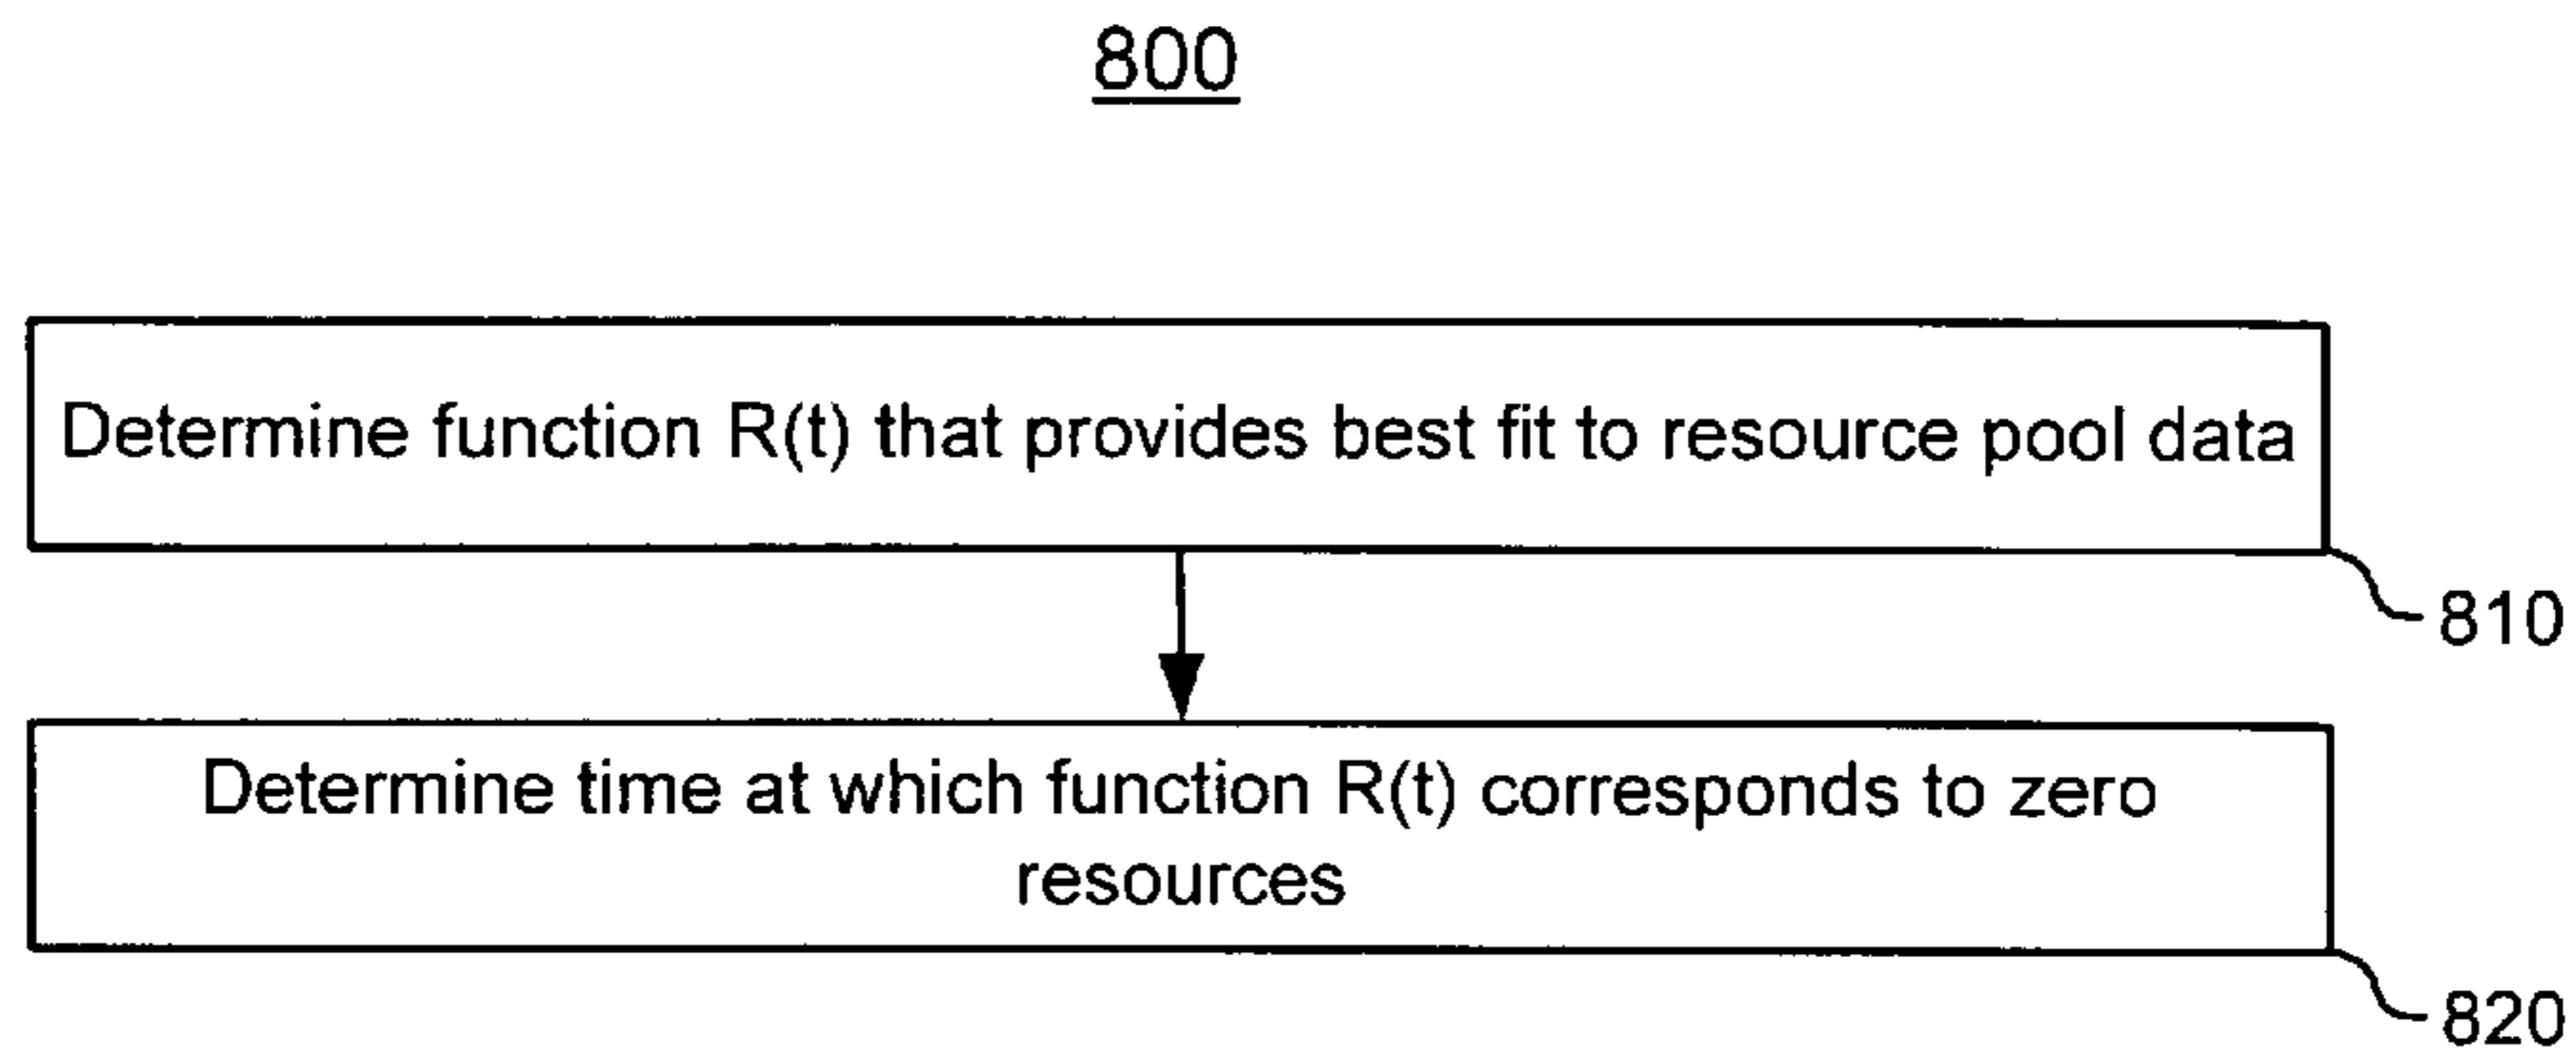 800
Determine function R(t) that provides best fit to resource pool data
810
Determine time at which function R(t) corresponds to zero
resources
820